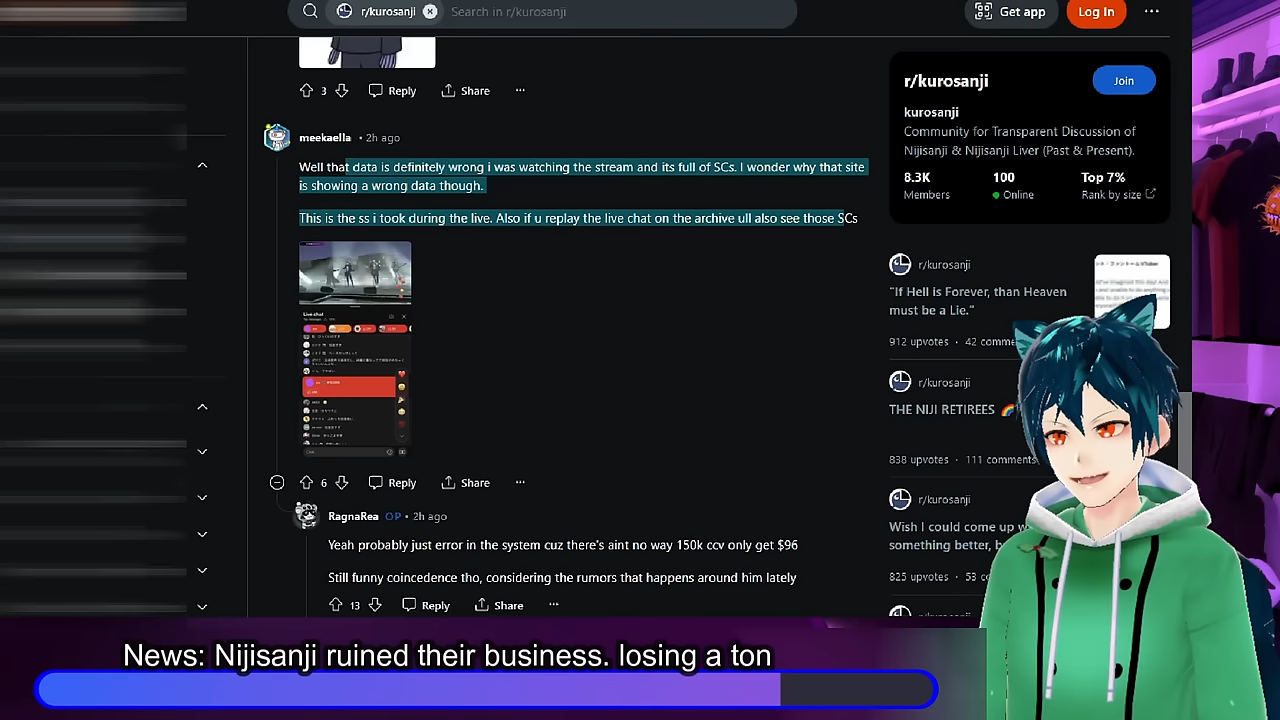 r/kurosanji
Search in r/kurosanji
Get app
Log In
3
Reply
Share
meekaella • 2h ago
Well that data is definitely wrong i was watching the stream and its full of SCs. I wonder why that site
is showing a wrong data though.
This is the ss i took during the live. Also if u replay the live chat on the archive ull also see those SCs
Live chat
6
Reply
Share
RagnaRea OP • 2h ago
Yeah probably just error in the system cuz there's aint no way 150k ccv only get $96
Still funny coincedence tho, considering the rumors that happens around him lately
13
Reply
Share
r/kurosanji
Join
kurosanji
Community for Transparent Discussion of
Nijisanji & Nijisanji Liver (Past & Present).
8.3K
100
Top 7%
Members
Online
Rank by size
r/kurosanji
"If Hell is Forever, than Heaven
must be a Lie."
912 upvotes • 42 comme
r/kurosanji
THE NIJI RETIREES 🌈
838 upvotes • 111 comments
r/kurosanji
Wish I could come up w
something better, b
825 upvotes • 53 c
News: Nijisanji ruined their business. losing a ton